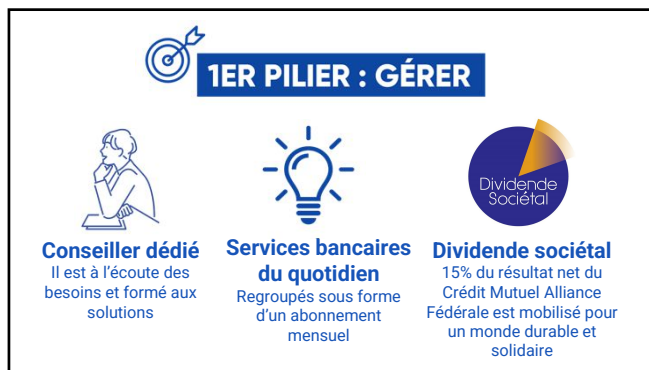 1ER PILIER : GÉRER
Conseiller dédié
Il est à l'écoute des
besoins et formé aux
solutions
Services bancaires
du quotidien
Regroupés sous forme
d'un abonnement
mensuel
Dividende
Sociétal
Dividende sociétal
15% du résultat net du
Crédit Mutuel Alliance
Fédérale est mobilisé pour
un monde durable et
solidaire